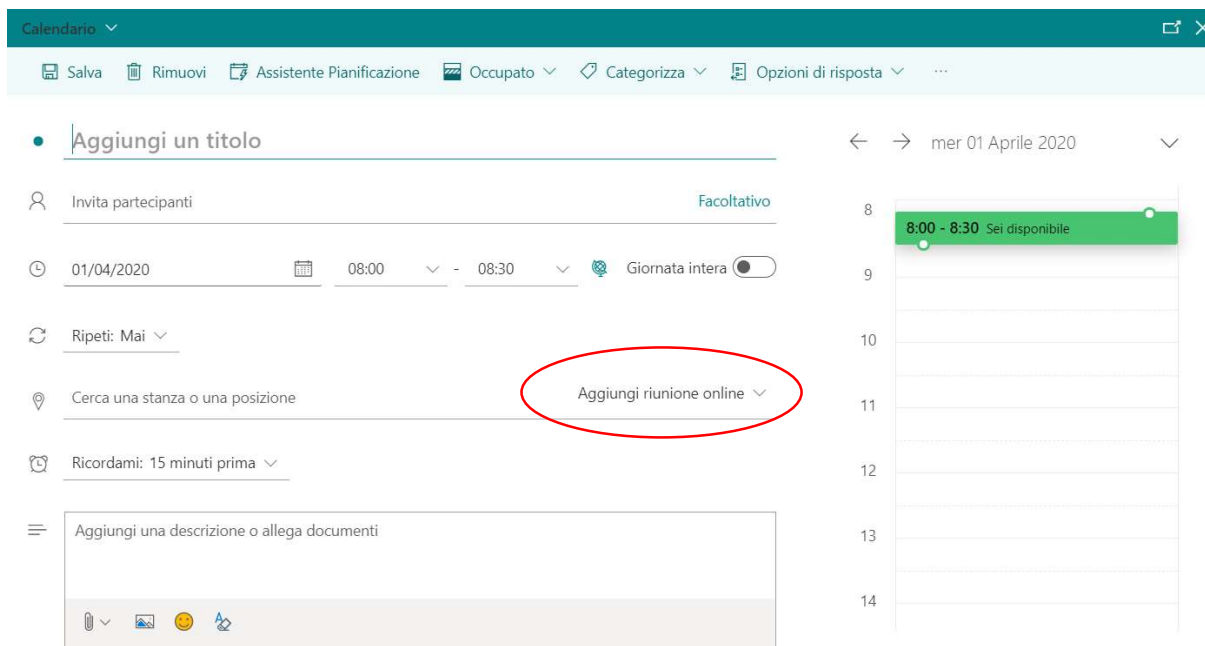 Calendario
Salva Rimuovi Assistente Pianificazione Occupato Categorizza Opzioni di risposta ...
Aggiungi un titolo
Invita partecipanti Facoltativo
01/04/2020 08:00 - 08:30 Giornata intera
Ripeti: Mai
Cerca una stanza o una posizione Aggiungi riunione online
Ricordami: 15 minuti prima
Aggiungi una descrizione o allega documenti
mer 01 Aprile 2020
8
8:00 - 8:30 Sei disponibile
9
10
11
12
13
14